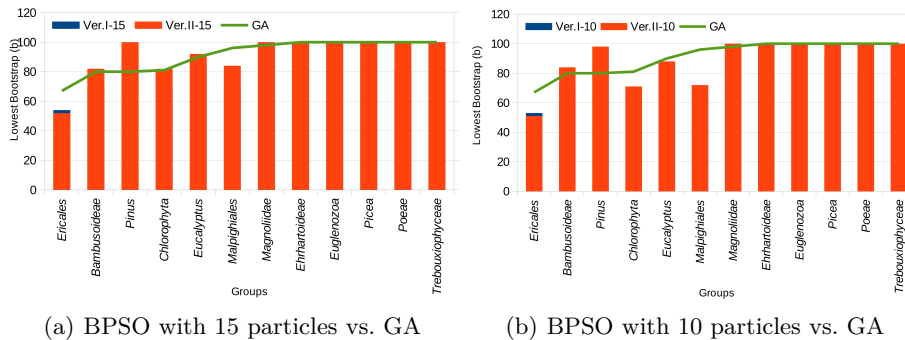 120
100
80
60
40
20
0
Lowest Bootstrap (b)
Ver.I-15 Ver.II-15 GA
Ericales
Bambusoideae
Pinus
Chlorophyta
Eucalyptus
Malpighiales
Magnoliidae
Ehrhartoideae
Euglenozoa
Picea
Poeae
Trebouxiophyceae
Groups
(a) BPSO with 15 particles vs. GA
120
100
80
60
40
20
0
Lowest Bootstrap (b)
Ver.I-10 Ver.II-10 GA
Ericales
Bambusoideae
Pinus
Chlorophyta
Eucalyptus
Malpighiales
Magnoliidae
Ehrhartoideae
Euglenozoa
Picea
Poeae
Trebouxiophyceae
Groups
(b) BPSO with 10 particles vs. GA